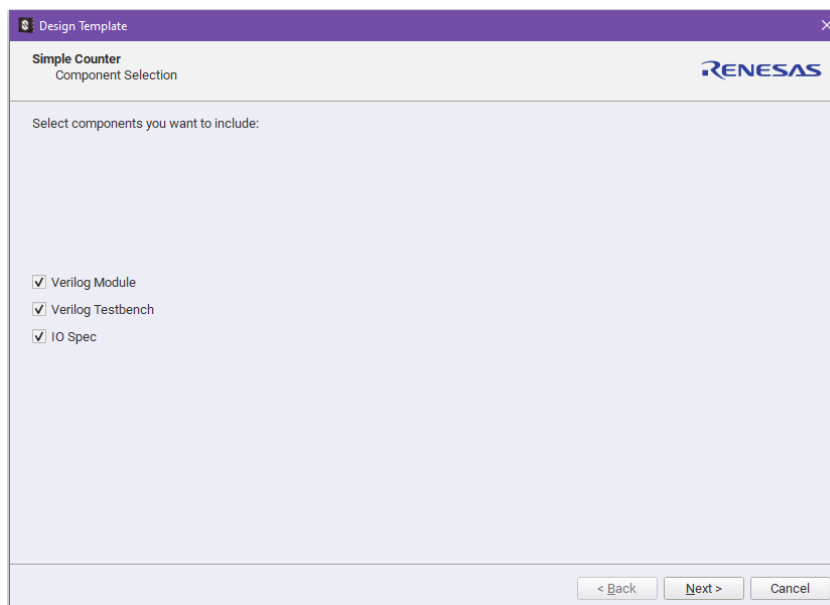 Design Template
Simple Counter
Component Selection
RENESAS
Select components you want to include:
Verilog Module
Verilog Testbench
IO Spec
< Back Next > Cancel